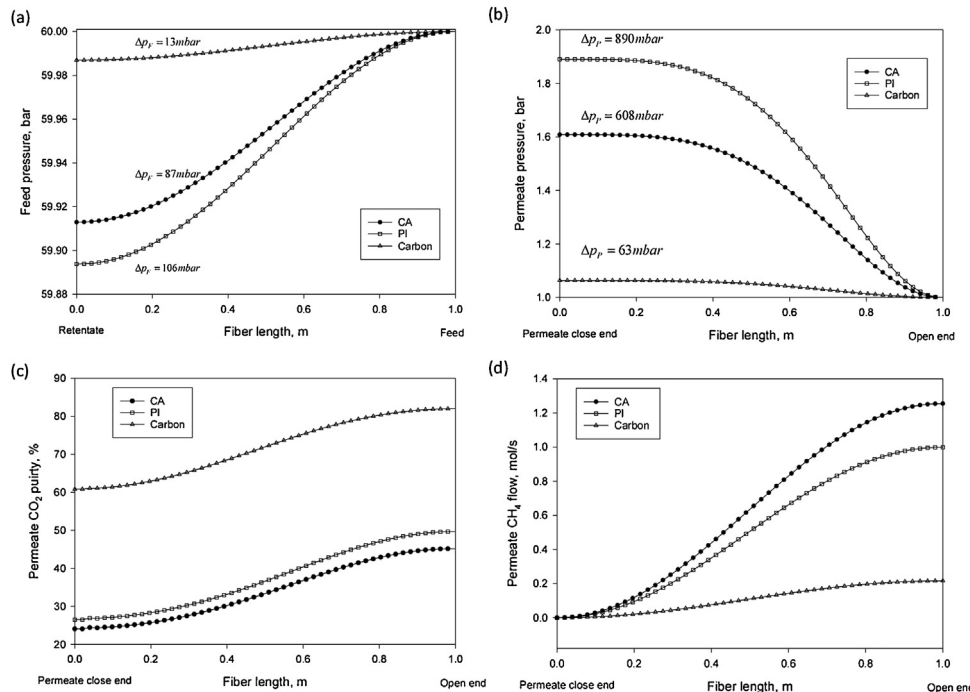 (a)
60.00
59.98
59.96
59.94
59.92
59.90
59.88
Feed pressure, bar
Δp_F = 13mbar
Δp_F = 87mbar
Δp_F = 106mbar
CA
PI
Carbon
0.0 0.2 0.4 0.6 0.8 1.0
Retentate Fiber length, m Feed
(b)
2.0
1.8
1.6
1.4
1.2
1.0
Permeate pressure, bar
Δp_P = 890mbar
Δp_P = 608mbar
Δp_P = 63mbar
CA
PI
Carbon
0.0 0.2 0.4 0.6 0.8 1.0
Permeate close end Fiber length, m Open end
(c)
90
80
70
60
50
40
30
20
Permeate CO2 puirty, %
CA
PI
Carbon
0.0 0.2 0.4 0.6 0.8 1.0
Permeate close end Fiber length, m Open end
(d)
1.4
1.2
1.0
0.8
0.6
0.4
0.2
0.0
Permeate CH4 flow, mol/s
CA
PI
Carbon
0.0 0.2 0.4 0.6 0.8 1.0
Permeate close end Fiber length, m Open end